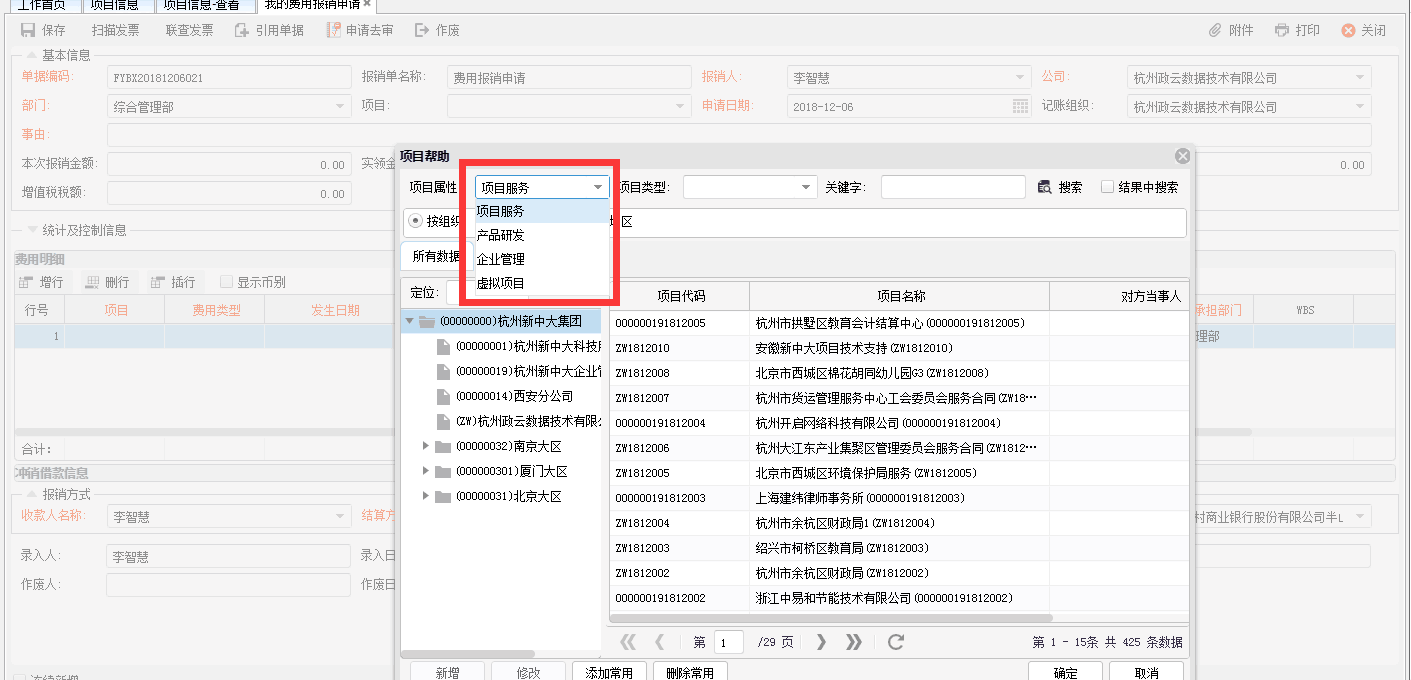 工作首页 项目信息 项目信息-查看 我的费用报销申请
保存 扫描发票 联查发票 引用单据 申请去审 作废 附件 打印 关闭
基本信息
单据编码: FYBX20181206021 报销单名称: 费用报销申请 报销人: 李智慧 公司: 杭州政云数据技术有限公司
部门: 综合管理部 项目: 申请日期: 2018-12-06 记账组织: 杭州政云数据技术有限公司
事由:
本次报销金额: 0.00 实领金 0.00
增值税税额: 0.00
统计及控制信息
费用明细
增行 删行 插行 显示币别
行号 项目 费用类型 发生日期 承担部门 WBS
1 理部
合计:
冲销借款信息
报销方式
收款人名称: 李智慧 结算方 村商业银行股份有限公司半
录入人: 李智慧 录入日
作废人: 作废日
连续新增
项目帮助
项目属性 项目服务 项目类型: 关键字: 搜索 结果中搜索
项目服务
产品研发
企业管理
虚拟项目
按组织 区
所有数据
定位:
(00000000)杭州新中大集团
(00000001)杭州新中大科技
(00000019)杭州新中大企业
(00000014)西安分公司
(ZW)杭州政云数据技术有限
(00000032)南京大区
(000000301)厦门大区
(00000031)北京大区
项目代码 项目名称 对方当事人
000000191812005 杭州市拱墅区教育会计结算中心(000000191812005)
ZW1812010 安徽新中大项目技术支持(ZW1812010)
ZW1812008 北京市西城区棉花胡同幼儿园G3(ZW1812008)
ZW1812007 杭州市货运管理服务中心工会委员会服务合同(ZW18···
000000191812004 杭州开启网络科技有限公司(000000191812004)
ZW1812006 杭州大江东产业集聚区管理委员会服务合同(ZW1812···
ZW1812005 北京市西城区环境保护局服务(ZW1812005)
000000191812003 上海建纬律师事务所(000000191812003)
ZW1812004 杭州市余杭区财政局1(ZW1812004)
ZW1812003 绍兴市柯桥区教育局(ZW1812003)
ZW1812002 杭州市余杭区财政局(ZW1812002)
000000191812002 浙江中易和节能技术有限公司(000000191812002)
第 1 /29 页 第 1 - 15条 共 425 条数据
新增 修改 添加常用 删除常用 确定 取消